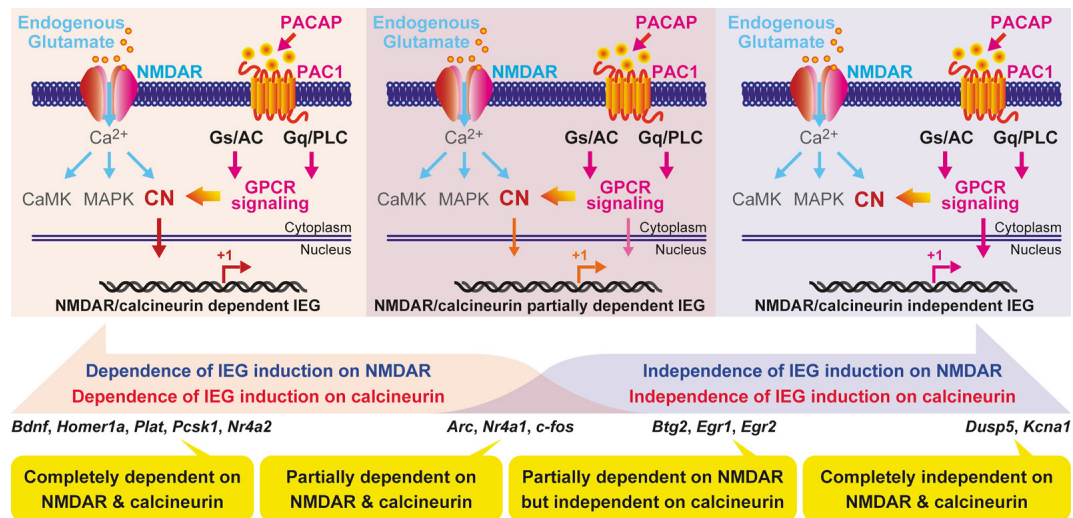 Endogenous
Glutamate
PACAP
NMDAR
PAC1
Ca2+
Gs/AC
Gq/PLC
CaMK
MAPK
CN
GPCR
signaling
Cytoplasm
Nucleus
+1
NMDAR/calcineurin dependent IEG
Endogenous
Glutamate
PACAP
NMDAR
PAC1
Ca2+
Gs/AC
Gq/PLC
CaMK
MAPK
CN
GPCR
signaling
Cytoplasm
Nucleus
+1
NMDAR/calcineurin partially dependent IEG
Endogenous
Glutamate
PACAP
NMDAR
PAC1
Ca2+
Gs/AC
Gq/PLC
CaMK
MAPK
CN
GPCR
signaling
Cytoplasm
Nucleus
+1
NMDAR/calcineurin independent IEG
Dependence of IEG induction on NMDAR
Dependence of IEG induction on calcineurin
Independence of IEG induction on NMDAR
Independence of IEG induction on calcineurin
Bdnf, Homer1a, Plat, Pcsk1, Nr4a2
Arc, Nr4a1, c-fos
Btg2, Egr1, Egr2
Dusp5, Kcna1
Completely dependent on
NMDAR & calcineurin
Partially dependent on
NMDAR & calcineurin
Partially dependent on NMDAR
but independent on calcineurin
Completely independent on
NMDAR & calcineurin